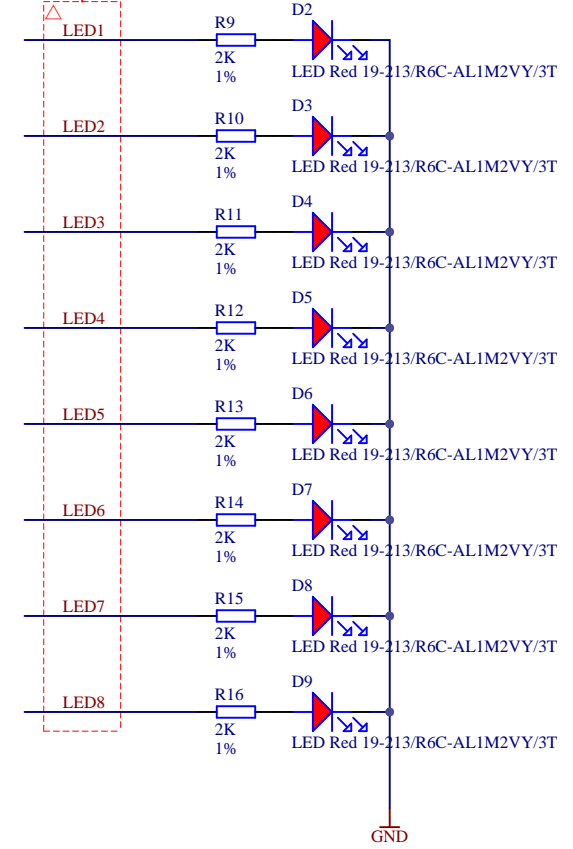 D2
LED1
R9
2K
LED Red 19-213/R6C-AL1M2VY/3T
1%
D3
LED2
R10
2K
LED Red 19-213/R6C-AL1M2VY/3T
1%
D4
LED3
R11
2K
LED Red 19-213/R6C-AL1M2VY/3T
1%
D5
LED4
R12
2K
LED Red 19-213/R6C-AL1M2VY/3T
1%
D6
LED5
R13
2K
LED Red 19-213/R6C-AL1M2VY/3T
1%
D7
LED6
R14
2K
LED Red 19-213/R6C-AL1M2VY/3T
1%
D8
LED7
R15
2K
LED Red 19-213/R6C-AL1M2VY/3T
1%
D9
LED8
R16
2K
LED Red 19-213/R6C-AL1M2VY/3T
1%
GND